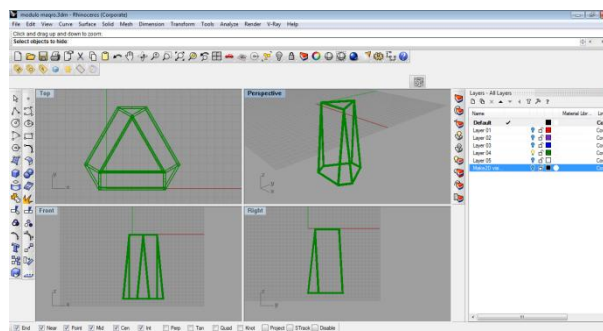 modulo magro.3dm - Rhinoceros (Corporate)
File Edit View Curve Surface Solid Mesh Dimension Transform Tools Analyze Render V-Ray Help
Click and drag up and down to zoom:
Select objects to hide:
Top
Perspective
Front
Right
Layers - All Layers
Name Material Libr...
Default
Layer 01
Layer 02
Layer 03
Layer 04
Layer 05
End Near Point Mid Cen Int Perp Tan Quad Knot Project STrack Disable